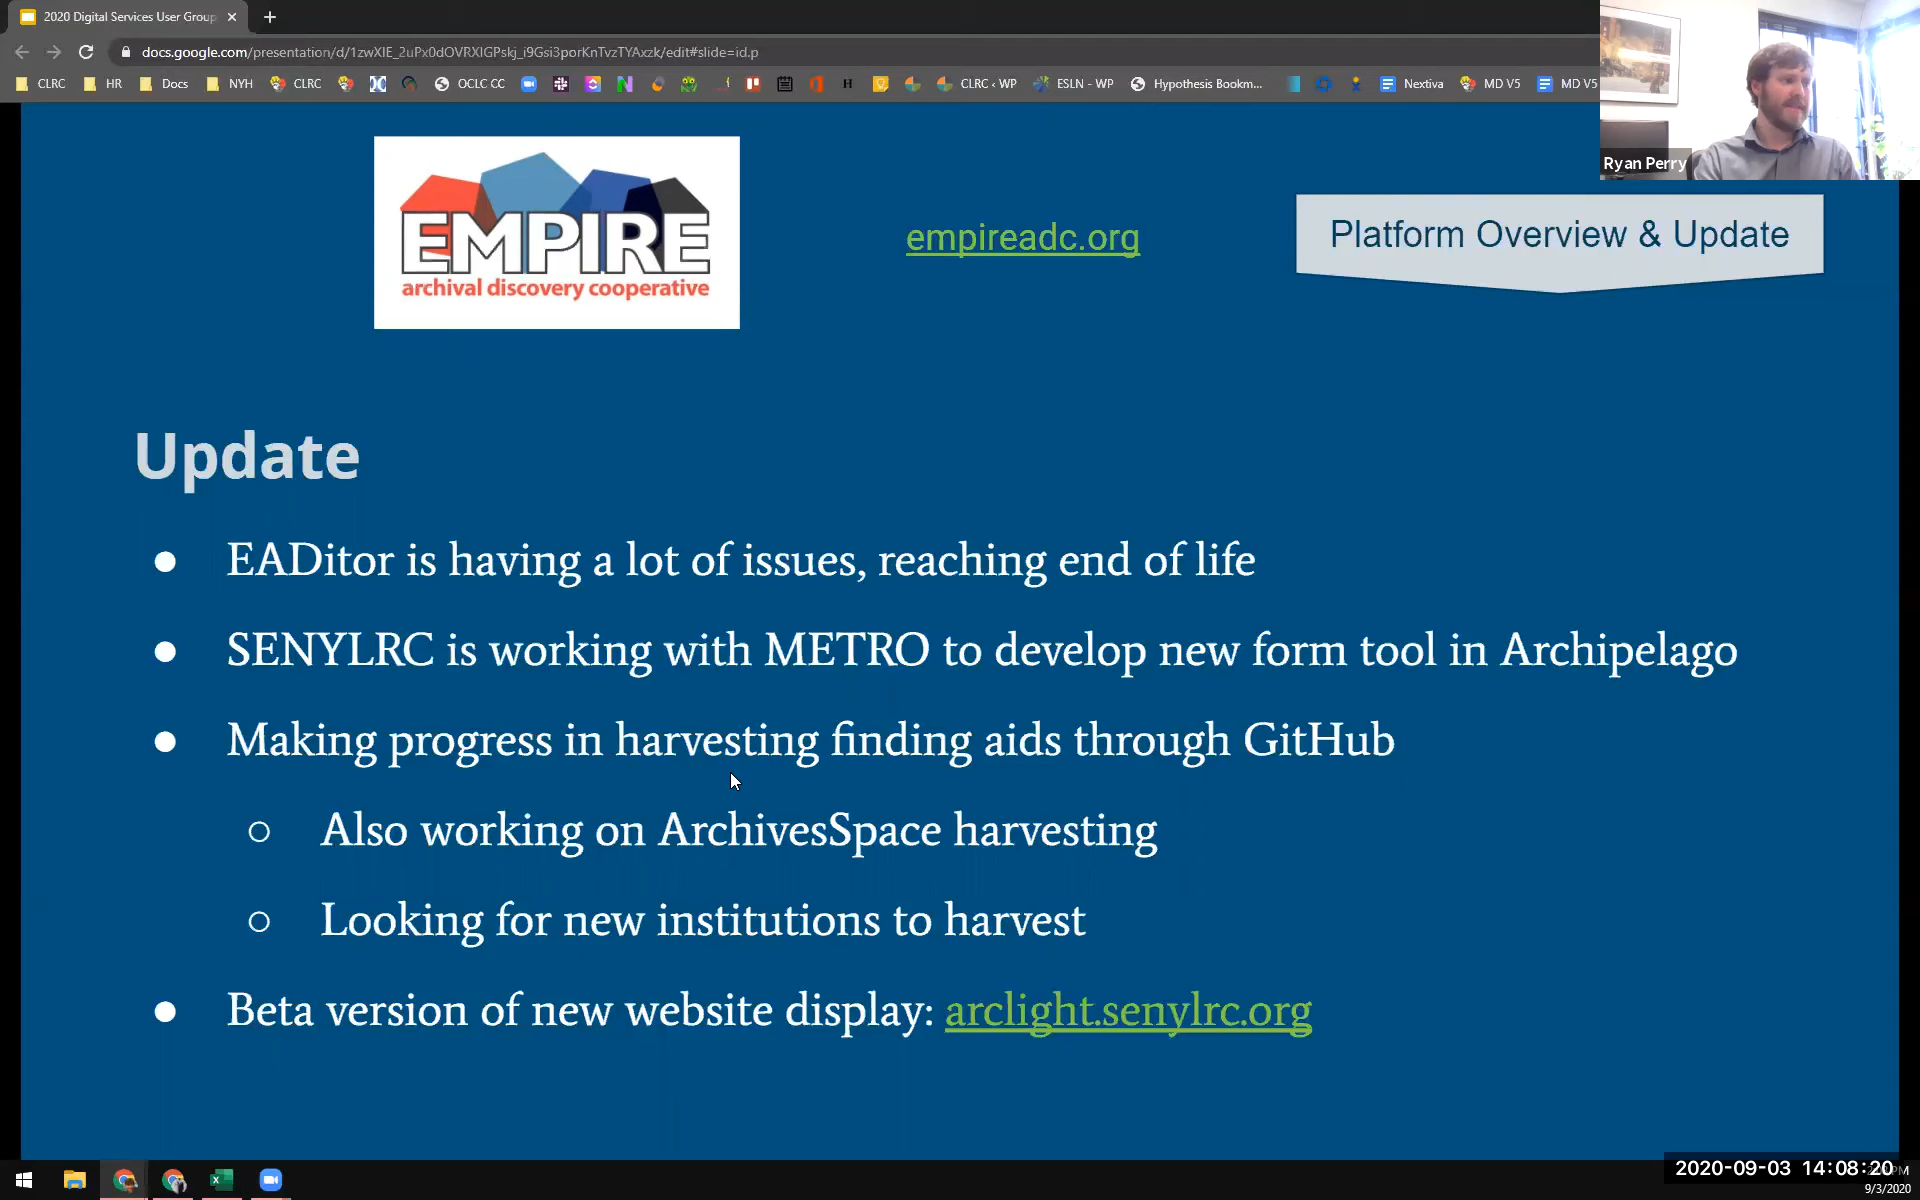 2020 Digital Services User Group
docs.google.com/presentation/d/1zwXIE_2uPx0dOVRXIGPskj_i9Gsi3porKnTvzTYAxzk/edit#slide=id.p
CLRC HR Docs NYH CLRC OCLC CC CLRC ‹ WP ESLN - WP Hypothesis Bookm... Nextiva MD V5 MD V5
Ryan Perry
EMPIRE
archival discovery cooperative
empireadc.org
Platform Overview & Update
Update
● EADitor is having a lot of issues, reaching end of life
● SENYLRC is working with METRO to develop new form tool in Archipelago
● Making progress in harvesting finding aids through GitHub
○ Also working on ArchivesSpace harvesting
○ Looking for new institutions to harvest
● Beta version of new website display: arclight.senylrc.org
2020-09-03 14:08:20
9/3/2020